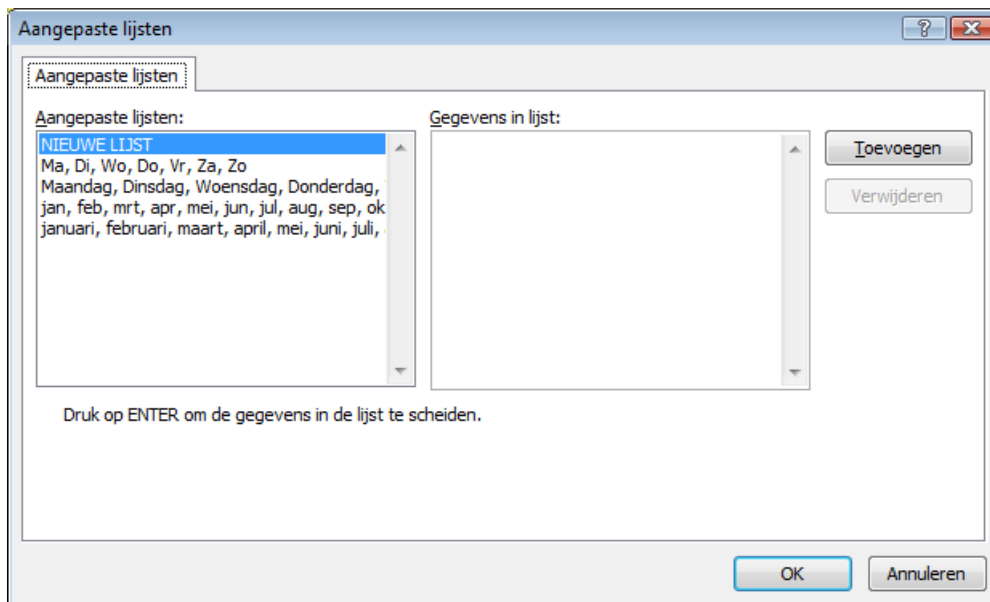 Aangepaste lijsten
Aangepaste lijsten
Aangepaste lijsten:
NIEUWE LIJST
Ma, Di, Wo, Do, Vr, Za, Zo
Maandag, Dinsdag, Woensdag, Donderdag,
jan, feb, mrt, apr, mei, jun, jul, aug, sep, ok
januari, februari, maart, april, mei, juni, juli,
Gegevens in lijst:
Toevoegen
Verwijderen
Druk op ENTER om de gegevens in de lijst te scheiden.
OK
Annuleren